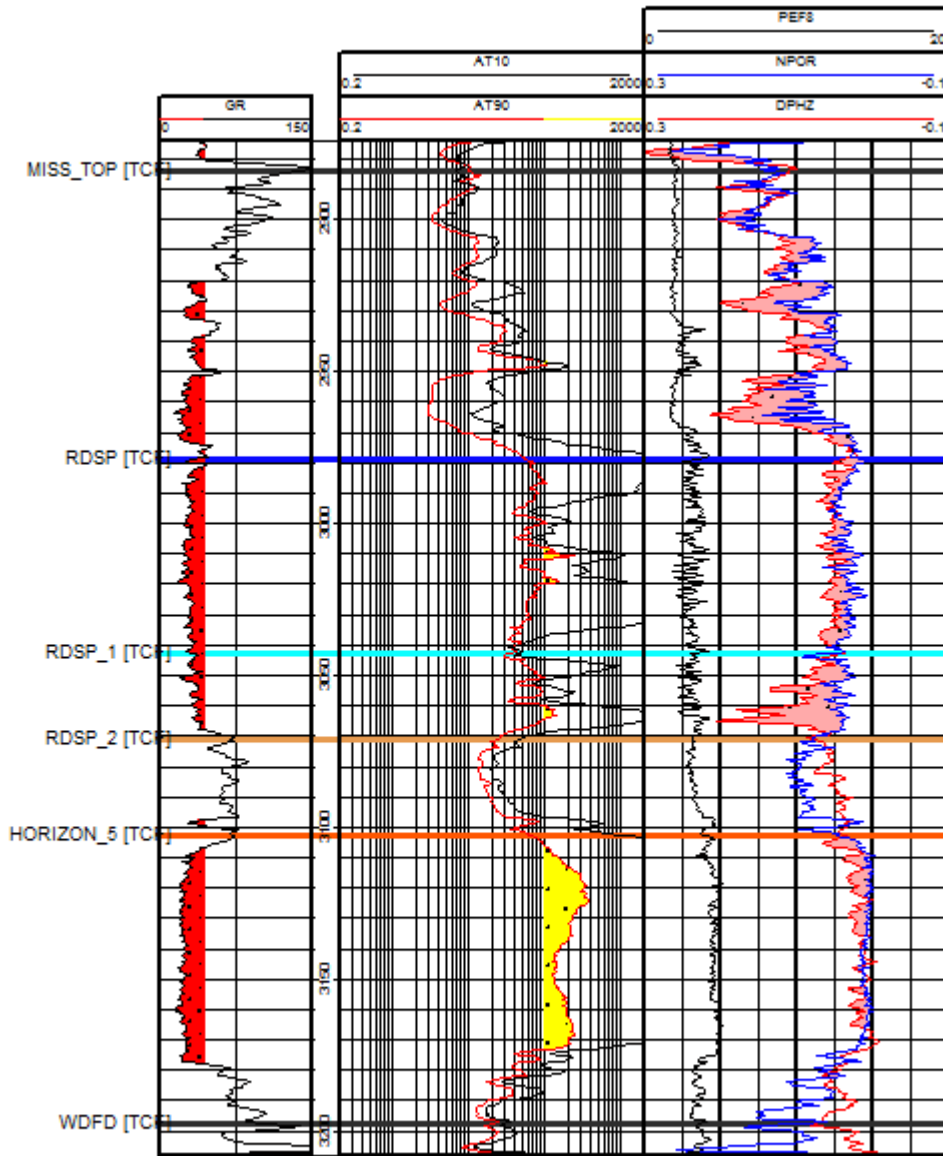 PEF8
0 20
AT10 NPOR
0.2 2000 0.3 -0.1
GR AT90 DPHZ
0 150 0.2 2000 0.3 -0.1
MISS_TOP [TCF]
2900
2950
RDSP [TCF]
3000
RDSP_1 [TCF]
3050
RDSP_2 [TCF]
3100
HORIZON_5 [TCF]
3150
WDFD [TCF]
3200